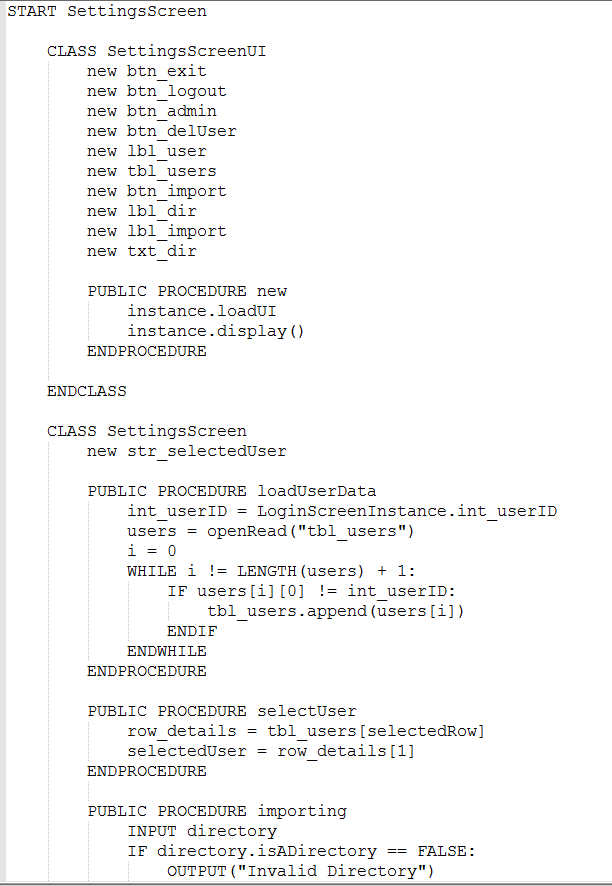 START SettingsScreen
CLASS SettingsScreenUI
new btn_exit
new btn_logout
new btn_admin
new btn_delUser
new lbl_user
new tbl_users
new btn_import
new lbl_dir
new lbl_import
new txt_dir
PUBLIC PROCEDURE new
instance.loadUI
instance.display()
ENDPROCEDURE
ENDCLASS
CLASS SettingsScreen
new str_selectedUser
PUBLIC PROCEDURE loadUserData
int_userID = LoginScreenInstance.int_userID
users = openRead("tbl_users")
i = 0
WHILE i != LENGTH(users) + 1:
IF users[i][0] != int_userID:
tbl_users.append(users[i])
ENDIF
ENDWHILE
ENDPROCEDURE
PUBLIC PROCEDURE selectUser
row_details = tbl_users[selectedRow]
selectedUser = row_details[1]
ENDPROCEDURE
PUBLIC PROCEDURE importing
INPUT directory
IF directory.isADirectory == FALSE:
OUTPUT("Invalid Directory")